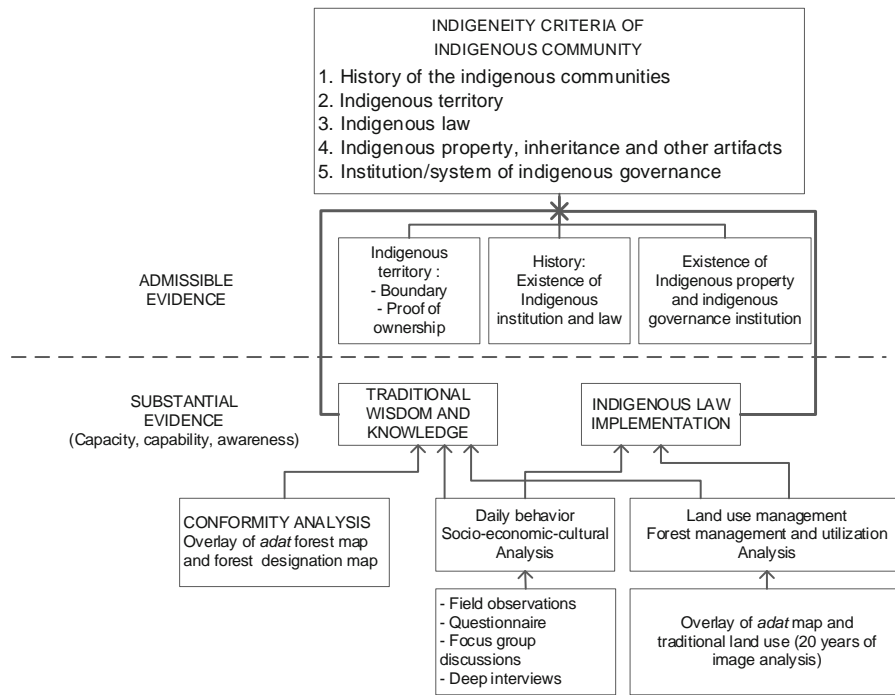 INDIGENEITY CRITERIA OF
INDIGENOUS COMMUNITY
1. History of the indigenous communities
2. Indigenous territory
3. Indigenous law
4. Indigenous property, inheritance and other artifacts
5. Institution/system of indigenous governance
ADMISSIBLE
EVIDENCE
Indigenous
territory :
- Boundary
- Proof of
ownership
History:
Existence of
Indigenous
institution and law
Existence of
Indigenous property
and indigenous
governance institution
SUBSTANTIAL
EVIDENCE
(Capacity, capability, awareness)
TRADITIONAL
WISDOM AND
KNOWLEDGE
INDIGENOUS LAW
IMPLEMENTATION
CONFORMITY ANALYSIS
Overlay of adat forest map
and forest designation map
Daily behavior
Socio-economic-cultural
Analysis
Land use management
Forest management and utilization
Analysis
- Field observations
- Questionnaire
- Focus group
discussions
- Deep interviews
Overlay of adat map and
traditional land use (20 years of
image analysis)